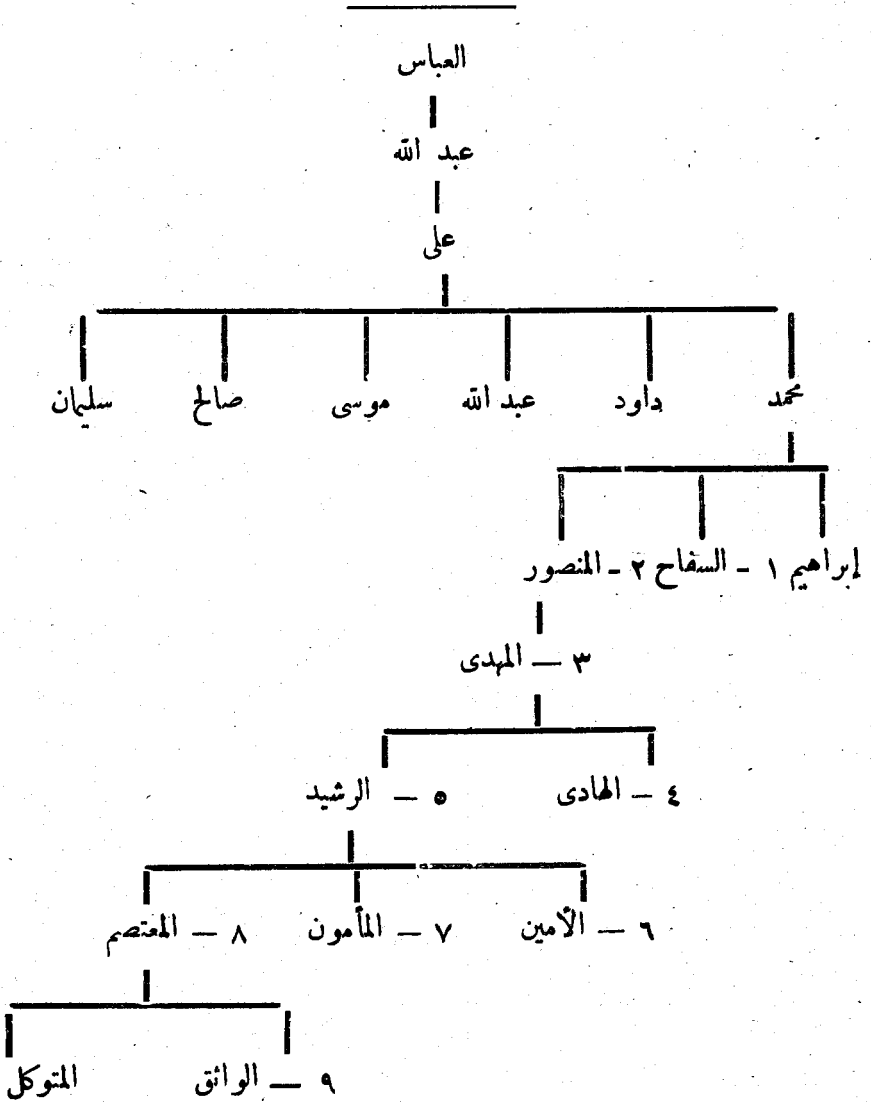 العباس
عبد الله
على
محمد داود عبد الله موسى صالح سليمان
إبراهيم ١ - السفاح ٢ - المنصور
٣ — المهدى
٤ — الهادى ٥ — الرشيد
٦ — الأمين ٧ — المأمون ٨ — المعتصم
٩ — الواثق المتوكل